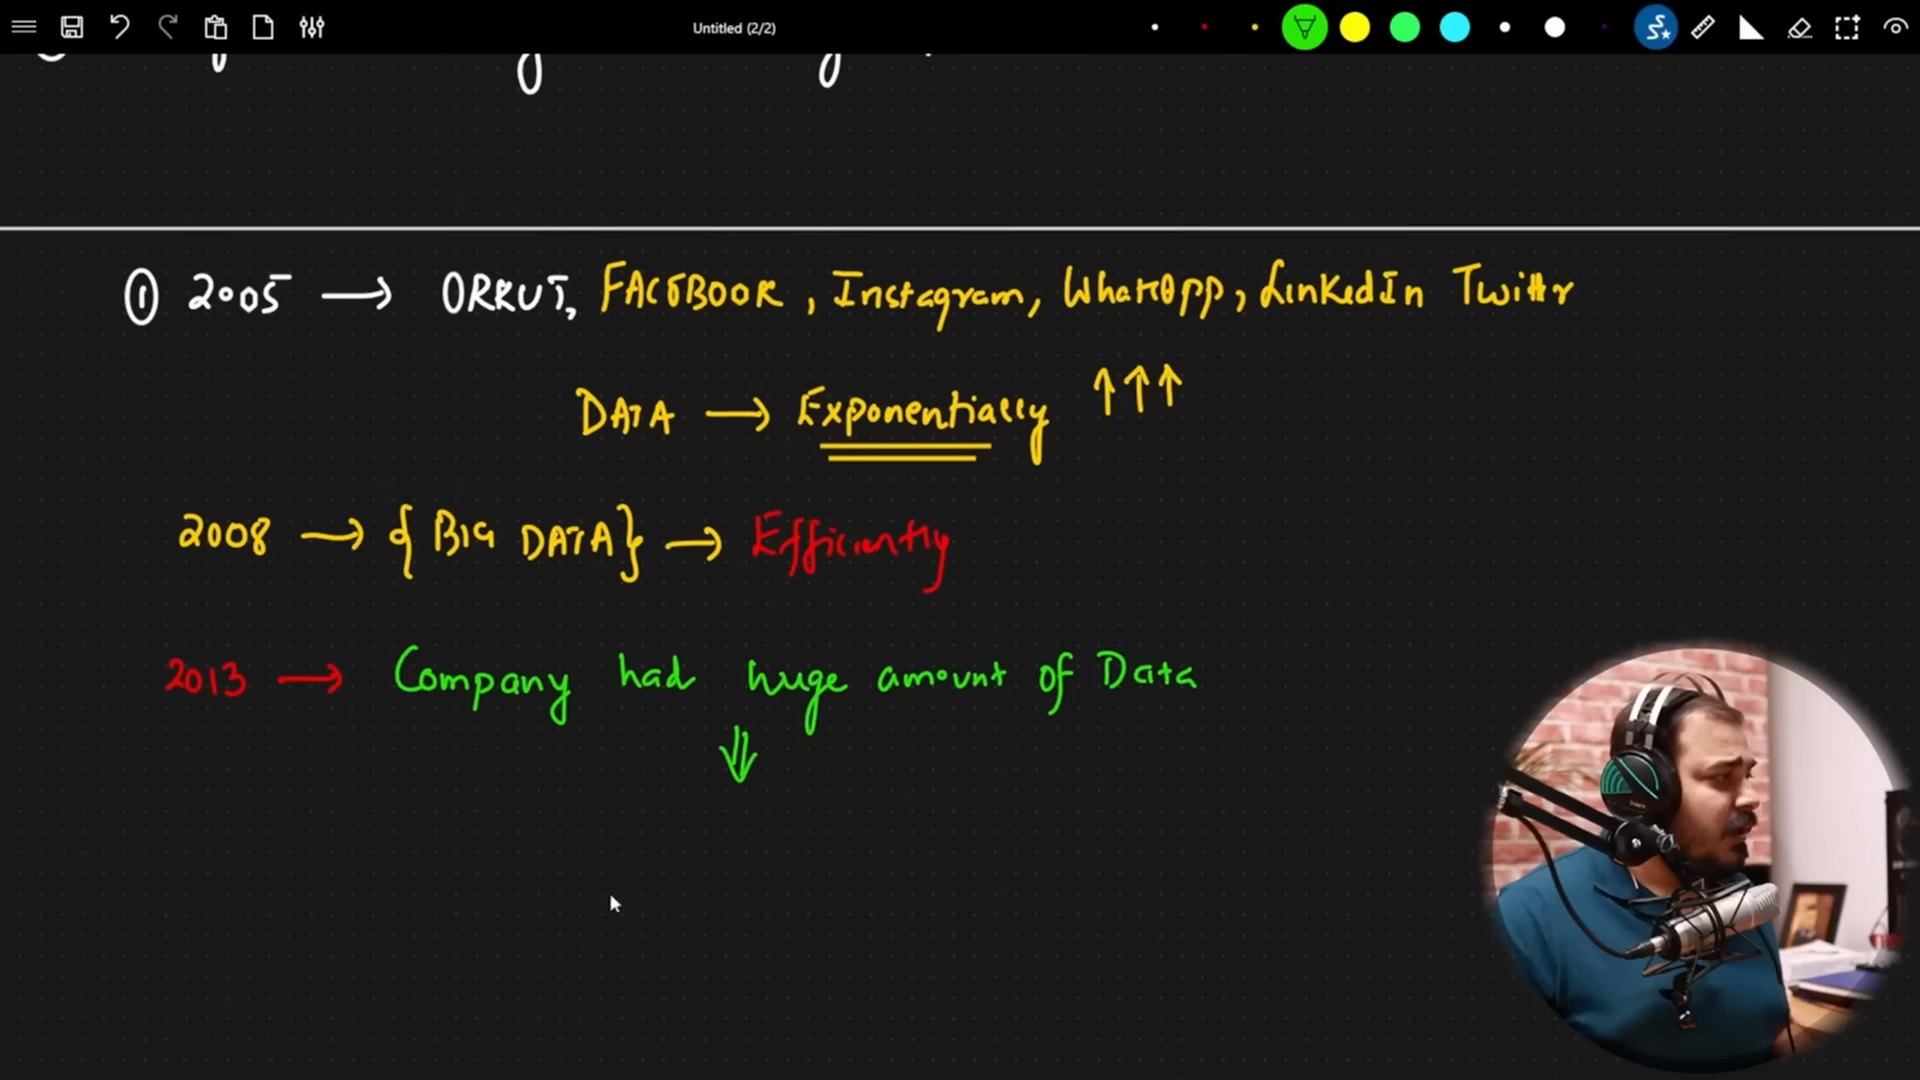 Untitled (2/2)
① 2005 → ORKUT, FACEBOOK, Instagram, WhatsApp, LinkedIn Twitter
DATA → Exponentially ↑↑↑
2008 → { BIG DATA} → Efficiently
2013 → Company had huge amount of Data